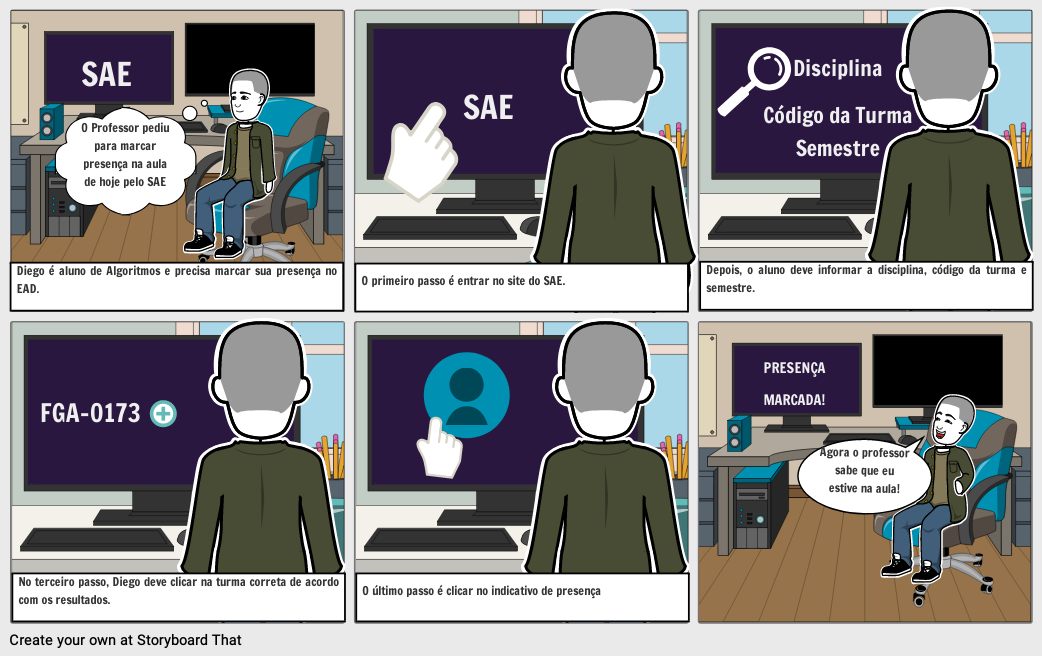 SAE
O Professor pediu
para marcar
presença na aula
de hoje pelo SAE
Diego é aluno de Algoritmos e precisa marcar sua presença no
EAD.
SAE
O primeiro passo é entrar no site do SAE.
Disciplina
Código da Turma
Semestre
Depois, o aluno deve informar a disciplina, código da turma e
semestre.
FGA-0173
No terceiro passo, Diego deve clicar na turma correta de acordo
com os resultados.
O último passo é clicar no indicativo de presença
PRESENÇA
MARCADA!
Agora o professor
sabe que eu
estive na aula!
Create your own at Storyboard That